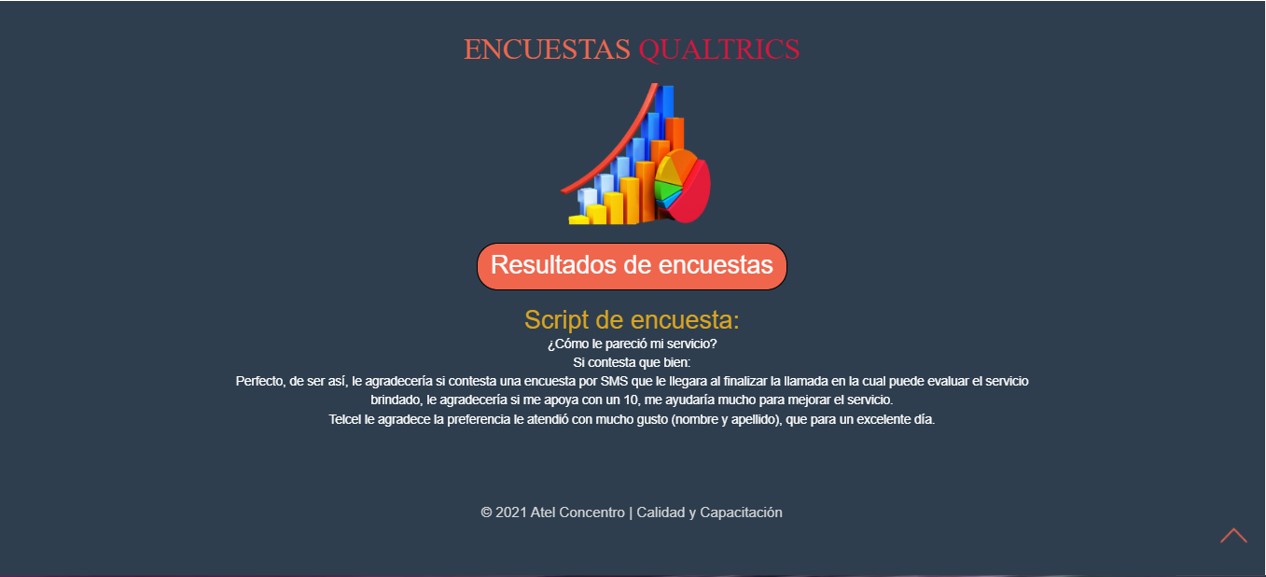 ENCUESTAS QUALTRICS
Resultados de encuestas
Script de encuesta:
¿Cómo le pareció mi servicio?
Si contesta que bien:
Perfecto, de ser así, le agradecería si contesta una encuesta por SMS que le llegara al finalizar la llamada en la cual puede evaluar el servicio
brindado, le agradecería si me apoya con un 10, me ayudaría mucho para mejorar el servicio.
Telcel le agradece la preferencia le atendió con mucho gusto (nombre y apellido), que para un excelente día.
© 2021 Atel Concentro | Calidad y Capacitación